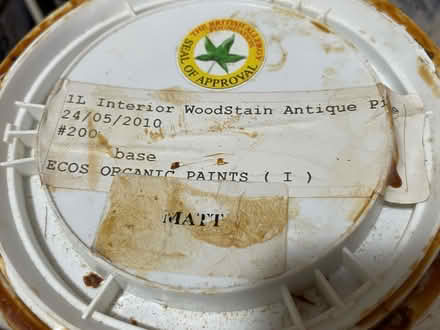 THE BRITISH ALLERGY
FOUNDATION
SEAL OF APPROVAL
1L Interior WoodStain Antique
24/05/2010
#200
base
ECOS ORGANIC PAINTS ( I )
MATT